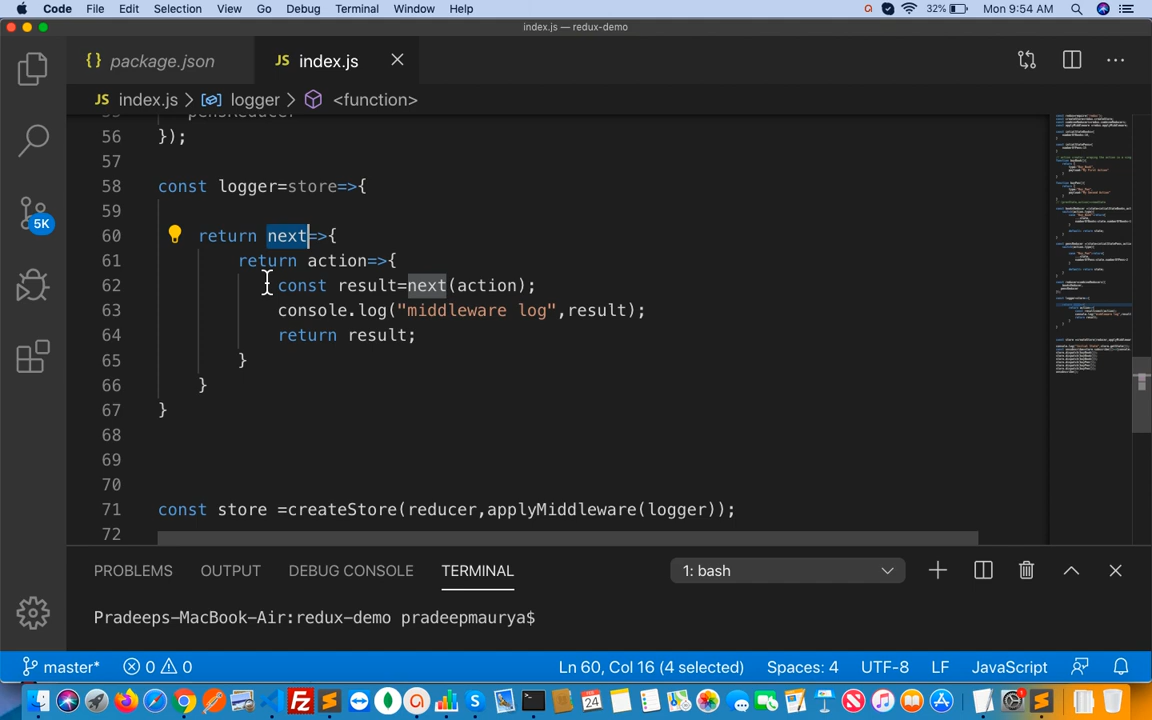 Code File Edit Selection View Go Debug Terminal Window Help 32% Mon 9:54 AM
index.js — redux-demo
{} package.json JS index.js
JS index.js > logger > <function>
56 });
57
58 const logger=store=>{
59
60 return next=>{
61 return action=>{
62 const result=next(action);
63 console.log("middleware log",result);
64 return result;
65 }
66 }
67 }
68
69
70
71 const store =createStore(reducer,applyMiddleware(logger));
72
5K
PROBLEMS OUTPUT DEBUG CONSOLE TERMINAL 1: bash
Pradeeps-MacBook-Air:redux-demo pradeepmaurya$
master* 0 0 Ln 60, Col 16 (4 selected) Spaces: 4 UTF-8 LF JavaScript
24